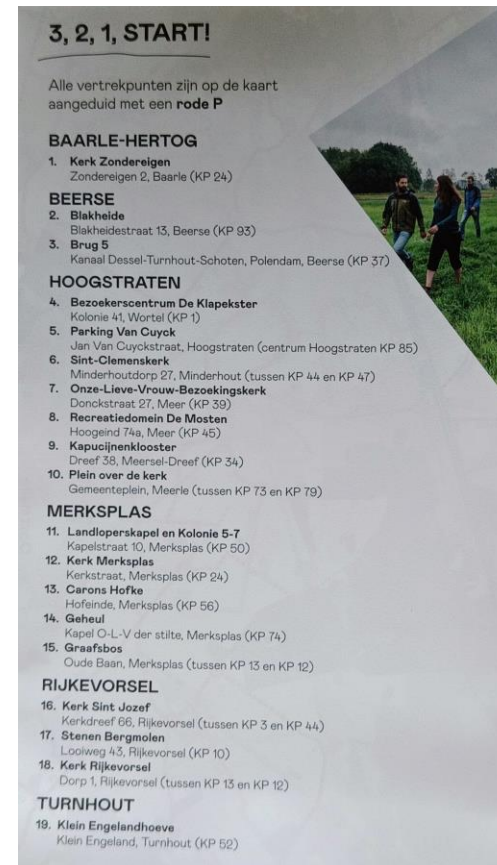 3, 2, 1, START!
Alle vertrekpunten zijn op de kaart
aangeduid met een rode P
BAARLE-HERTOG
1. Kerk Zondereigen
Zondereigen 2, Baarle (KP 24)
BEERSE
2. Blakheide
Blakheidestraat 13, Beerse (KP 93)
3. Brug 5
Kanaal Dessel-Turnhout-Schoten, Polendam, Beerse (KP 37)
HOOGSTRATEN
4. Bezoekerscentrum De Klapekster
Kolonie 41, Wortel (KP 1)
5. Parking Van Cuyck
Jan Van Cuyckstraat, Hoogstraten (centrum Hoogstraten KP 85)
6. Sint-Clemenskerk
Minderhoutdorp 27, Minderhout (tussen KP 44 en KP 47)
7. Onze-Lieve-Vrouw-Bezoekingskerk
Donckstraat 27, Meer (KP 39)
8. Recreatiedomein De Mosten
Hoogeind 74a, Meer (KP 45)
9. Kapucijnenklooster
Dreef 38, Meersel-Dreef (KP 34)
10. Plein over de kerk
Gemeenteplein, Meerle (tussen KP 73 en KP 79)
MERKSPLAS
11. Landloperskapel en Kolonie 5-7
Kapelstraat 10, Merksplas (KP 50)
12. Kerk Merksplas
Kerkstraat, Merksplas (KP 24)
13. Carons Hofke
Hofeinde, Merksplas (KP 56)
14. Geheul
Kapel O-L-V der stilte, Merksplas (KP 74)
15. Graafsbos
Oude Baan, Merksplas (tussen KP 13 en KP 12)
RIJKEVORSEL
16. Kerk Sint Jozef
Kerkdreef 66, Rijkevorsel (tussen KP 3 en KP 44)
17. Stenen Bergmolen
Looiweg 43, Rijkevorsel (KP 10)
18. Kerk Rijkevorsel
Dorp 1, Rijkevorsel (tussen KP 13 en KP 12)
TURNHOUT
19. Klein Engelandhoeve
Klein Engeland, Turnhout (KP 52)